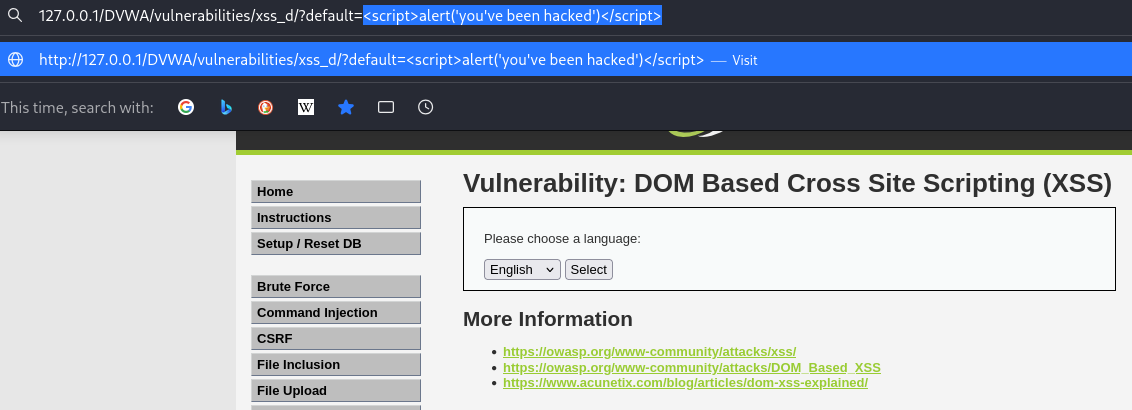 127.0.0.1/DVWA/vulnerabilities/xss_d/?default=<script>alert('you've been hacked')</script>
http://127.0.0.1/DVWA/vulnerabilities/xss_d/?default=<script>alert('you've been hacked')</script> — Visit
This time, search with:
Home
Instructions
Setup / Reset DB
Brute Force
Command Injection
CSRF
File Inclusion
File Upload
Vulnerability: DOM Based Cross Site Scripting (XSS)
Please choose a language:
English Select
More Information
https://owasp.org/www-community/attacks/xss/
https://owasp.org/www-community/attacks/DOM_Based_XSS
https://www.acunetix.com/blog/articles/dom-xss-explained/